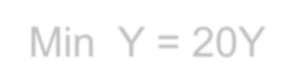 Min Y = 20Y